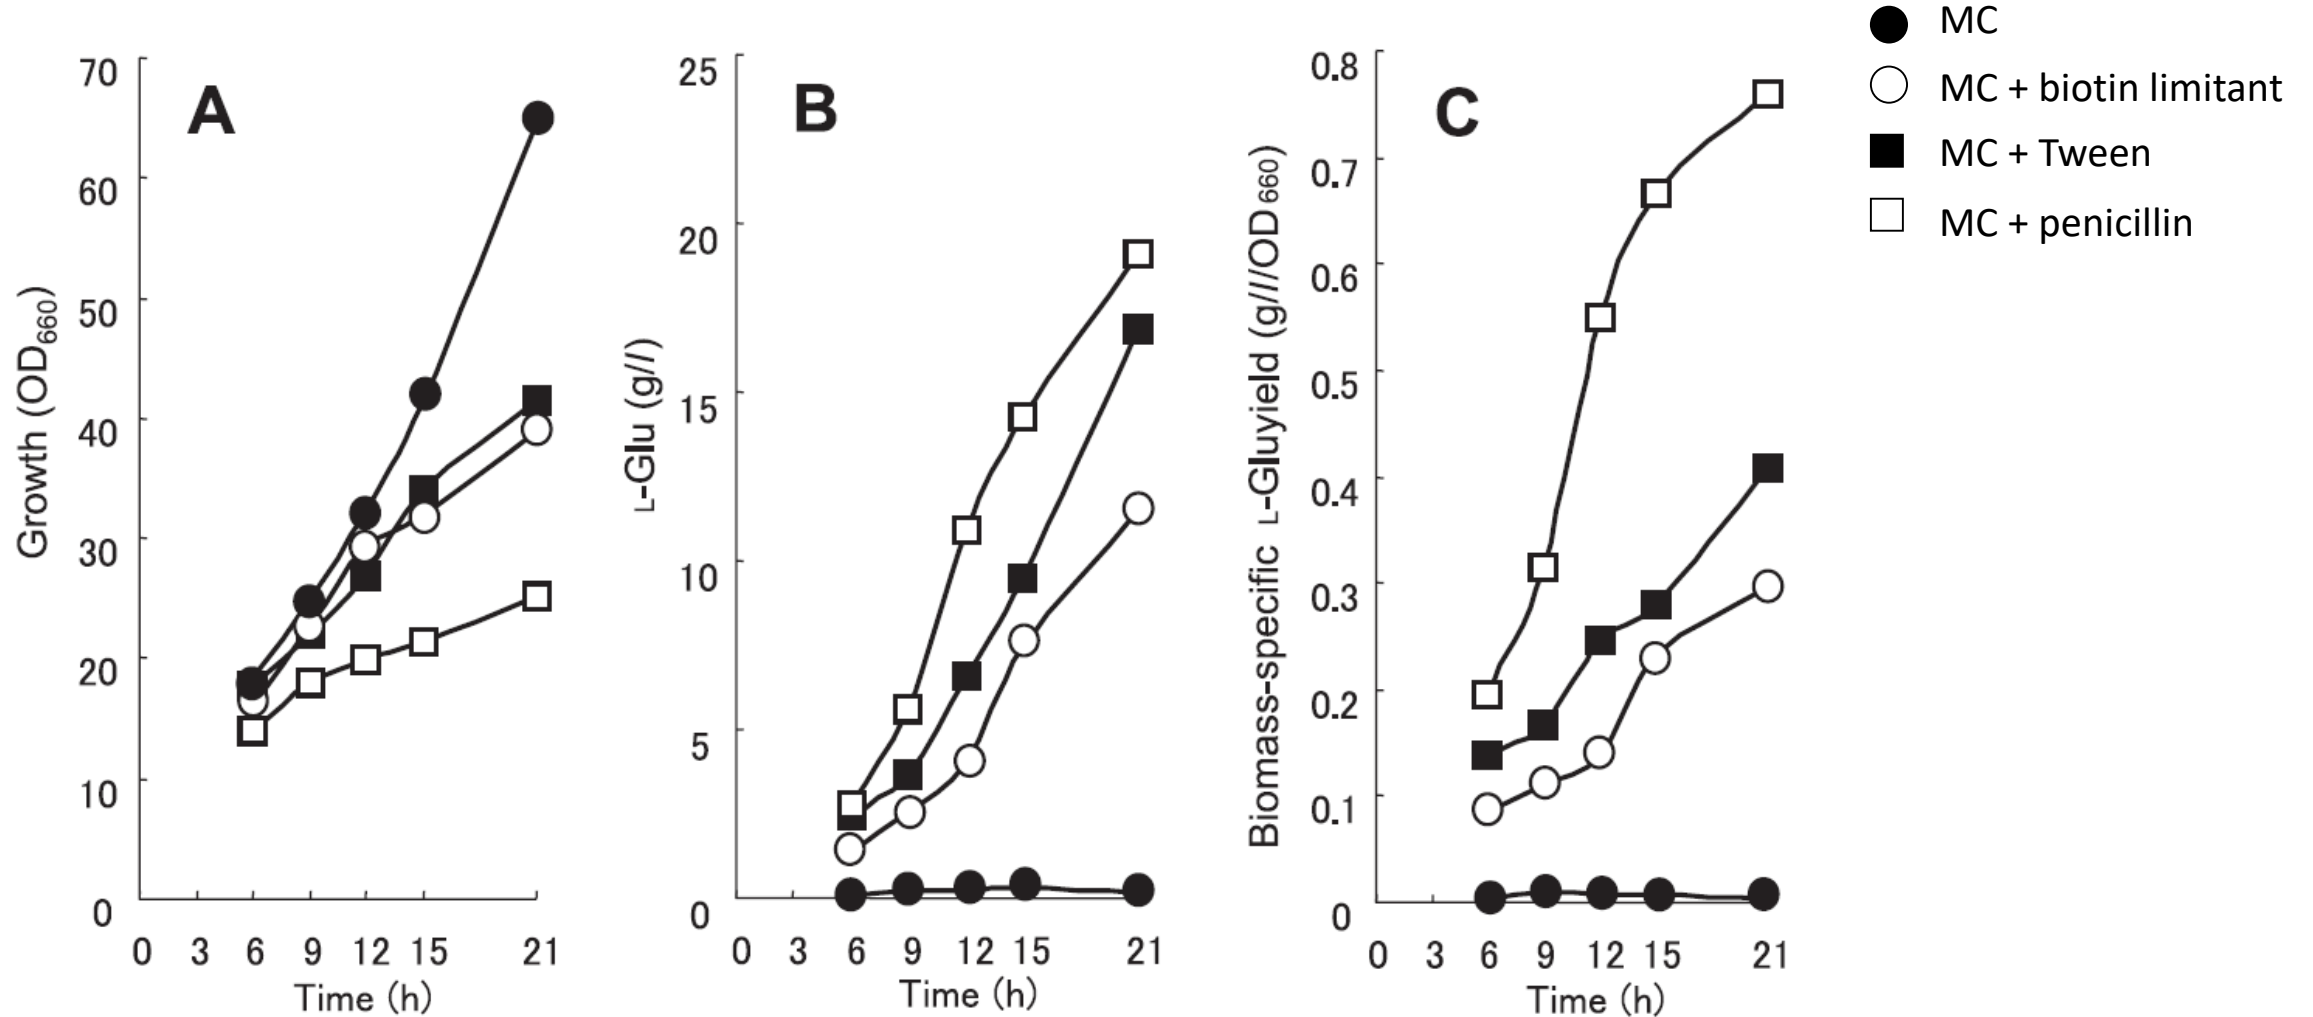 A
Growth (OD660)
70
60
50
40
30
20
10
0
0 3 6 9 12 15 21
Time (h)
B
L-Glu (g/l)
25
20
15
10
5
0
0 3 6 9 12 15 21
Time (h)
C
Biomass-specific L-Gluyield (g/l/OD660)
0.8
0.7
0.6
0.5
0.4
0.3
0.2
0.1
0
0 3 6 9 12 15 21
Time (h)
MC
MC + biotin limitant
MC + Tween
MC + penicillin